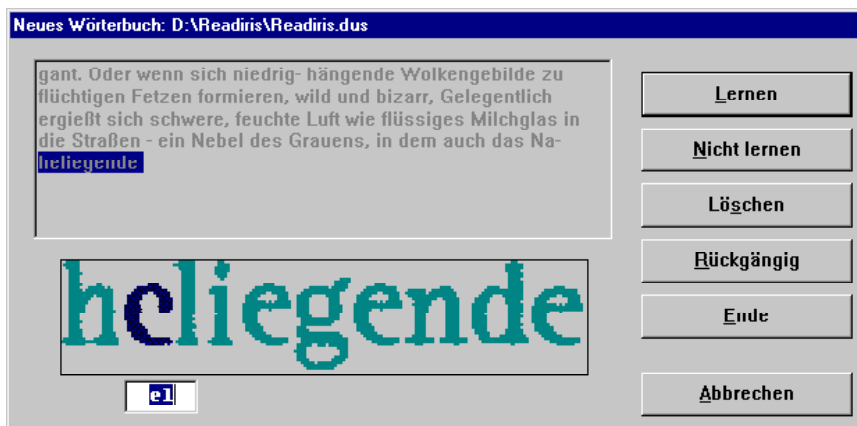 Neues Wörterbuch: D:\Readiris\Readiris.dus
gant. Oder wenn sich niedrig- hängende Wolkengebilde zu
flüchtigen Fetzen formieren, wild und bizarr, Gelegentlich
ergießt sich schwere, feuchte Luft wie flüssiges Milchglas in
die Straßen - ein Nebel des Grauens, in dem auch das Na-
heliegende
heliegende
el
Lernen
Nicht lernen
Löschen
Rückgängig
Ende
Abbrechen